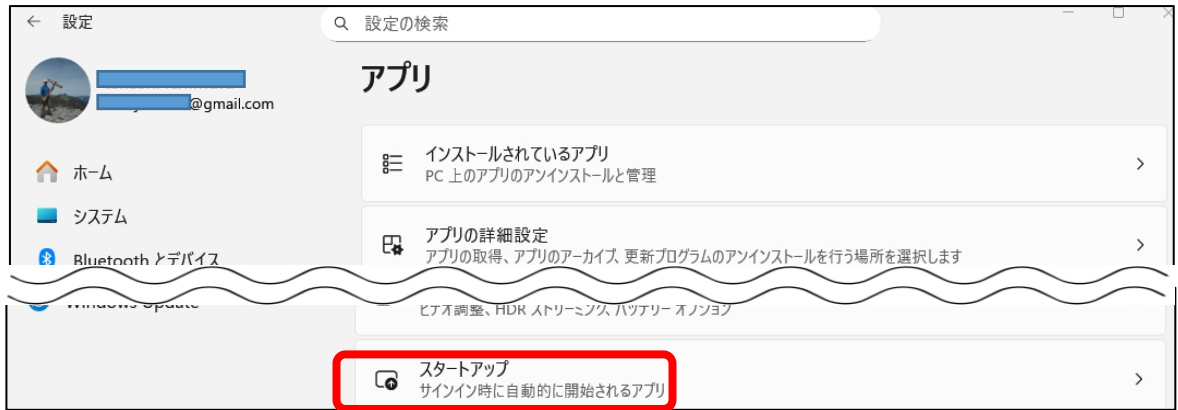 ← 設定
設定の検索
アプリ
@gmail.com
インストールされているアプリ
PC 上のアプリのアンインストールと管理
ホーム
システム
アプリの詳細設定
アプリの取得、アプリのアーカイブ、更新プログラムのアンインストールを行う場所を選択します
Bluetooth とデバイス
Windows Update
ビデオ調整、HDR ストリーミング、バッテリー オプション
スタートアップ
サインイン時に自動的に開始されるアプリ